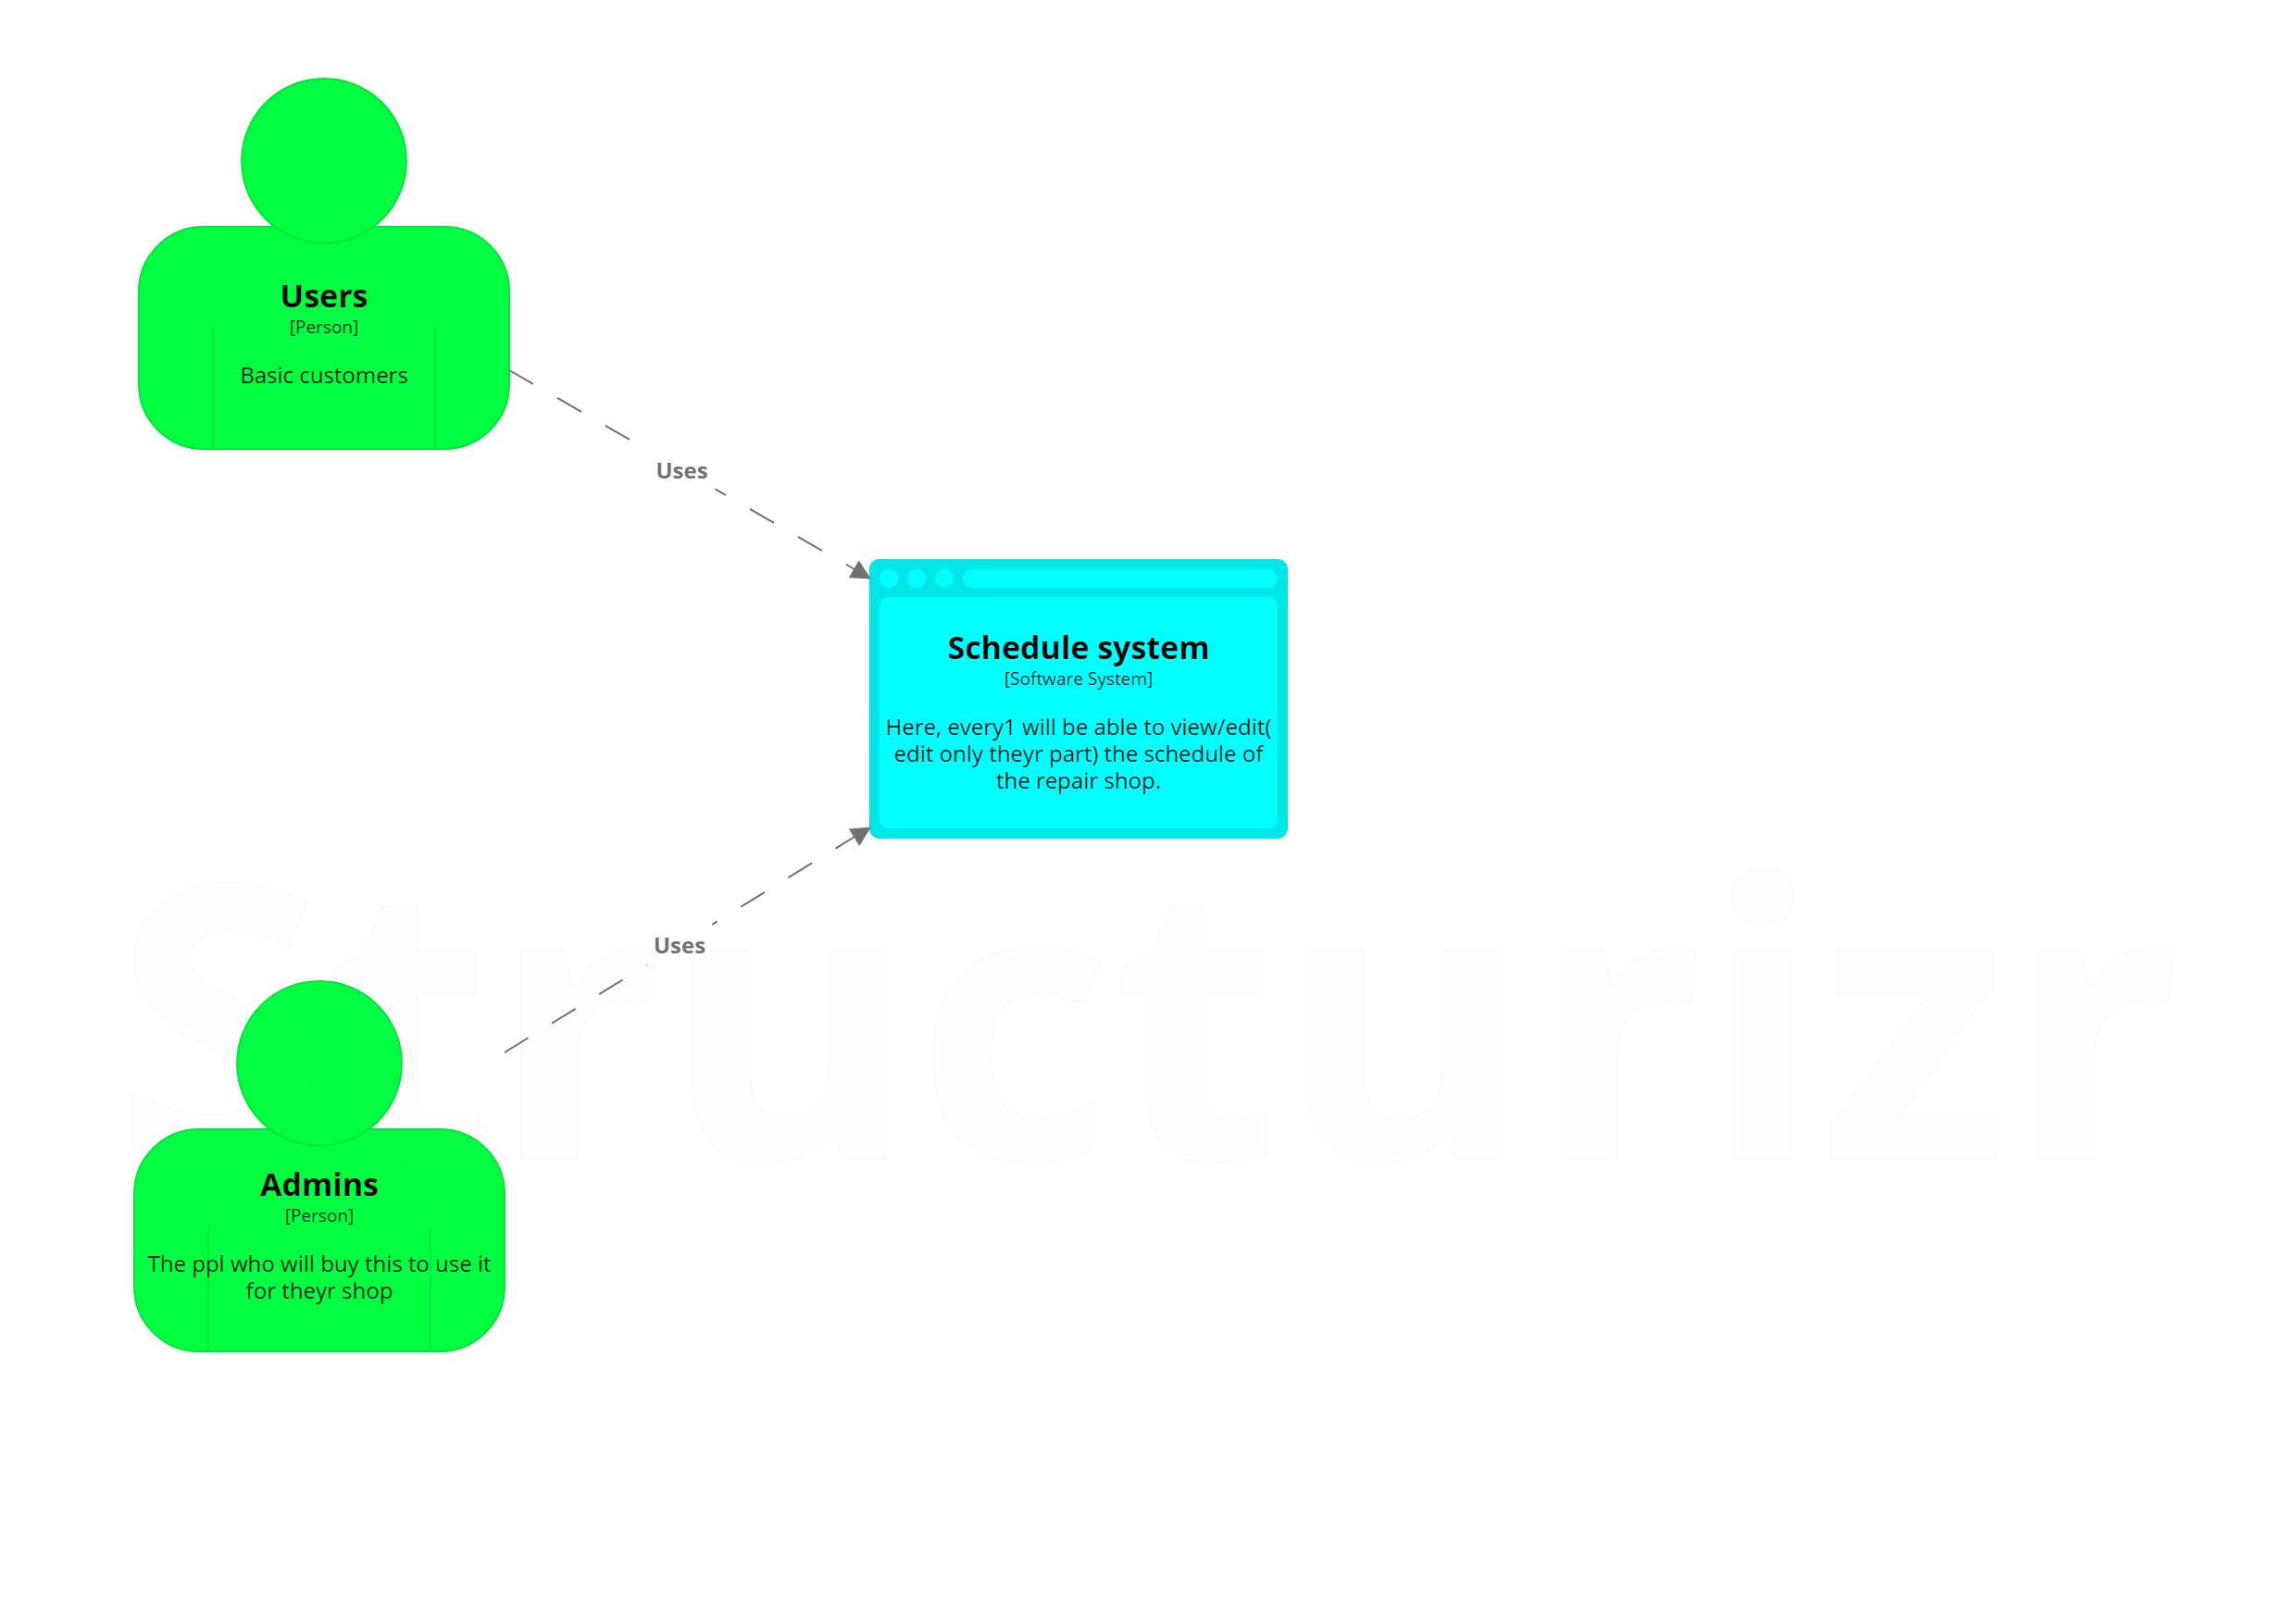 Users
[Person]
Basic customers
Uses
Schedule system
[Software System]
Here, every1 will be able to view/edit(
edit only theyr part) the schedule of
the repair shop.
Uses
Structurizr
Admins
[Person]
The ppl who will buy this to use it
for theyr shop